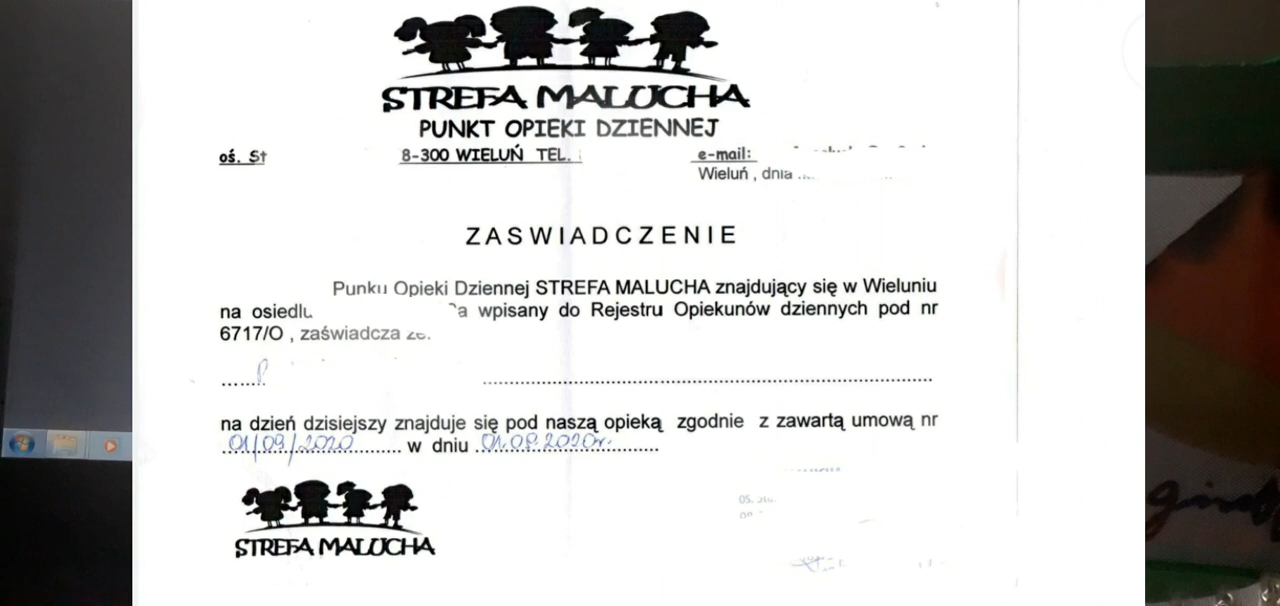 STREFA MALUCHA
PUNKT OPIEKI DZIENNEJ
oś. St 8-300 WIELUŃ TEL. e-mail:
Wieluń , dnia ....
ZASWIADCZENIE
Punku Opieki Dziennej STREFA MALUCHA znajdujący się w Wieluniu
na osiedlu wpisany do Rejestru Opiekunów dziennych pod nr
6717/O , zaświadcza że.
P
na dzień dzisiejszy znajduje się pod naszą opieką zgodnie z zawartą umową nr
01/09/2020 w dniu 01.09.2020r.
05.
STREFA MALUCHA